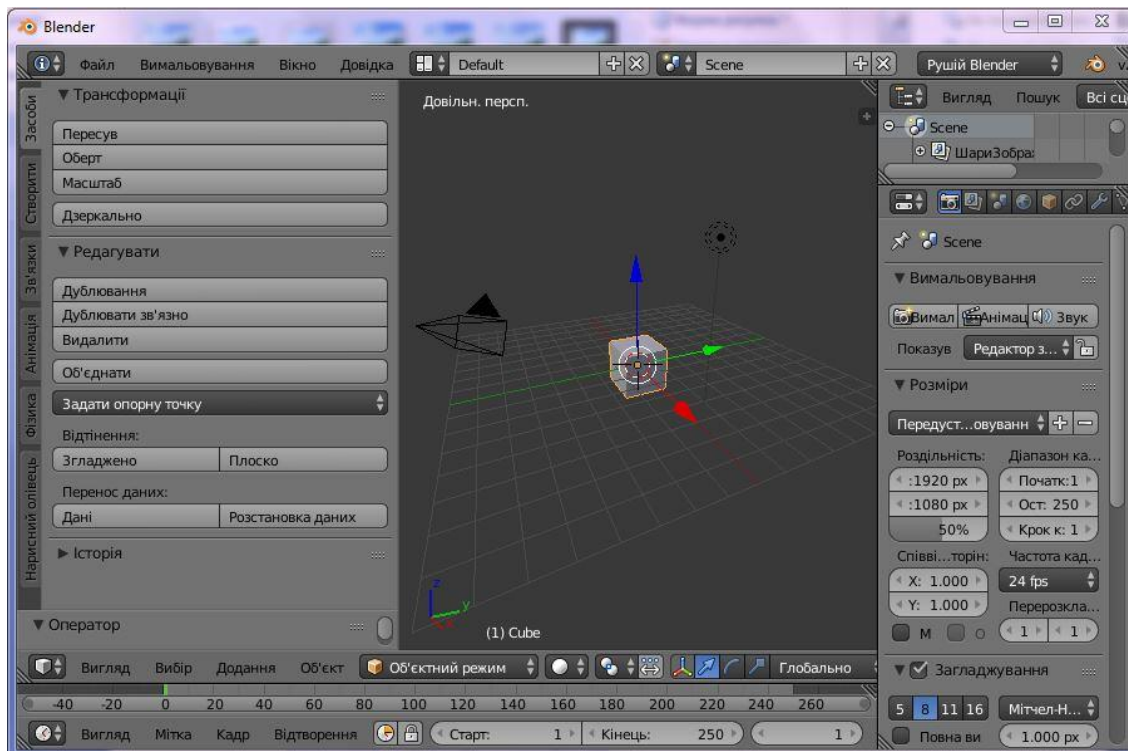 Blender
Файл Вимальовування Вікно Довідка Default Scene Рушій Blender
Засоби
Створити
Зв'язки
Анімація
Фізика
Нарисний олівець
Трансформації
Пересув
Оберт
Масштаб
Дзеркально
Редагувати
Дублювання
Дублювати зв'язно
Видалити
Об'єднати
Задати опорну точку
Відтінення:
Згладжено Плоско
Перенос даних:
Дані Розстановка даних
Історія
Оператор
Довільн. персп.
z
y
(1) Cube
Вигляд Вибір Додання Об'єкт Об'єктний режим Глобально
-40 -20 0 20 40 60 80 100 120 140 160 180 200 220 240 260
Вигляд Мітка Кадр Відтворення Старт: 1 Кінець: 250 1
Вигляд Пошук Всі сц
Scene
ШариЗобра
Scene
Вимальовування
Вимал Анімац Звук
Показув Редактор з...
Розміри
Передуст...овуванн
Роздільність: Діапазон ка...
:1920 px Початк:1
:1080 px Ост: 250
50% Крок к: 1
Співві...торін: Частота кад...
X: 1.000 24 fps
Y: 1.000 Перерозкла...
М О 1 1
Загладжування
5 8 11 16 Мітчел-Н...
Повна ви 1.000 px